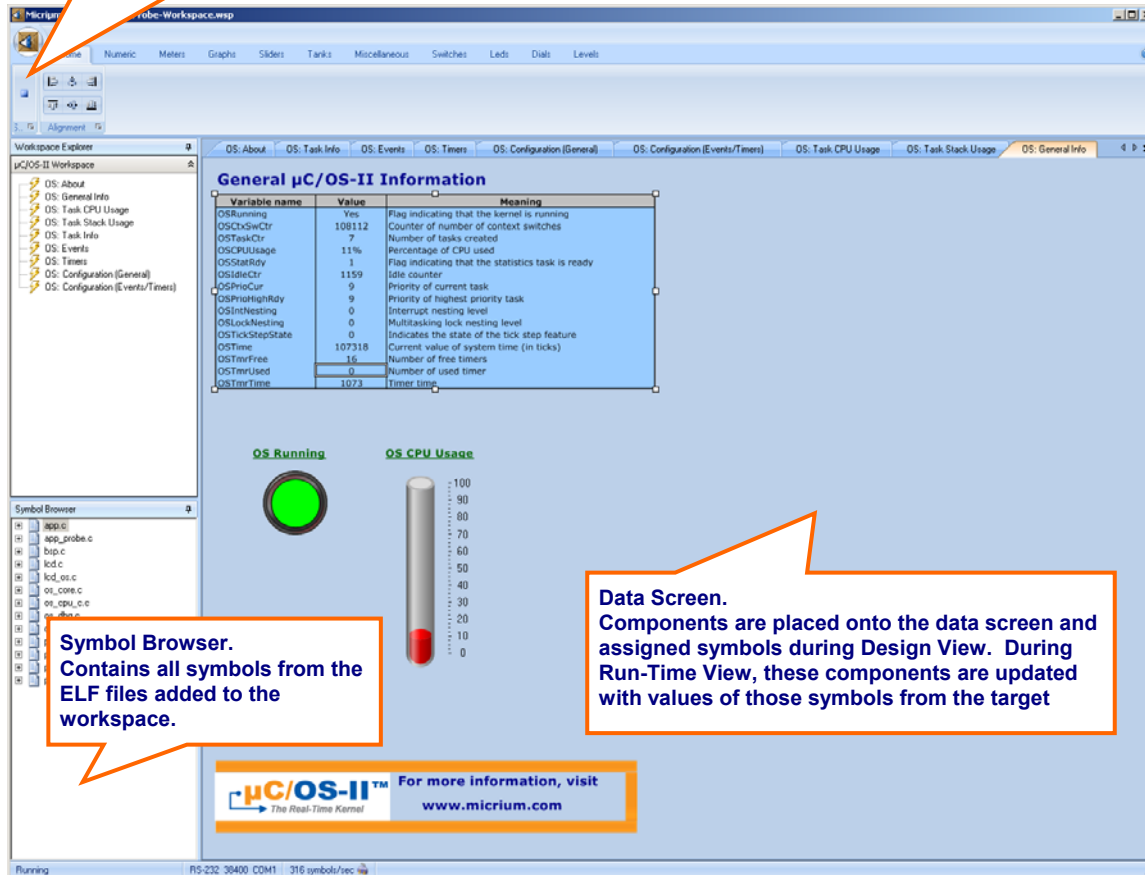 Micrium
robe-Workspace.wsp
Numeric Meters Graphs Sliders Tanks Miscellaneous Switches Leds Dials Levels
S..
Alignment
Workspace Explorer
µC/OS-II Workspace
OS: About
OS: General Info
OS: Task CPU Usage
OS: Task Stack Usage
OS: Task Info
OS: Events
OS: Timers
OS: Configuration (General)
OS: Configuration (Events/Timers)
OS: About OS: Task Info OS: Events OS: Timers OS: Configuration (General) OS: Configuration (Events/Timers) OS: Task CPU Usage OS: Task Stack Usage OS: General Info
General µC/OS-II Information
Variable name Value Meaning
OSRunning Yes Flag indicating that the kernel is running
OSCtxSwCtr 108112 Counter of number of context switches
OSTaskCtr 7 Number of tasks created
OSCPUUsage 11% Percentage of CPU used
OSStatRdy 1 Flag indicating that the statistics task is ready
OSIdleCtr 1159 Idle counter
OSPrioCur 9 Priority of current task
OSPrioHighRdy 9 Priority of highest priority task
OSIntNesting 0 Interrupt nesting level
OSLockNesting 0 Multitasking lock nesting level
OSTickStepState 0 Indicates the state of the tick step feature
OSTime 107318 Current value of system time (in ticks)
OSTmrFree 16 Number of free timers
OSTmrUsed 0 Number of used timer
OSTmrTime 1073 Timer time
OS Running
OS CPU Usage
100
90
80
70
60
50
40
30
20
10
0
Symbol Browser
app.c
app_probe.c
bsp.c
lcd.c
lcd_os.c
os_core.c
os_cpu_c.c
os_dbg.c
Symbol Browser.
Contains all symbols from the
ELF files added to the
workspace.
Data Screen.
Components are placed onto the data screen and
assigned symbols during Design View. During
Run-Time View, these components are updated
with values of those symbols from the target
µC/OS-II™
The Real-Time Kernel
For more information, visit
www.micrium.com
Running RS-232 38400 COM1 316 symbols/sec